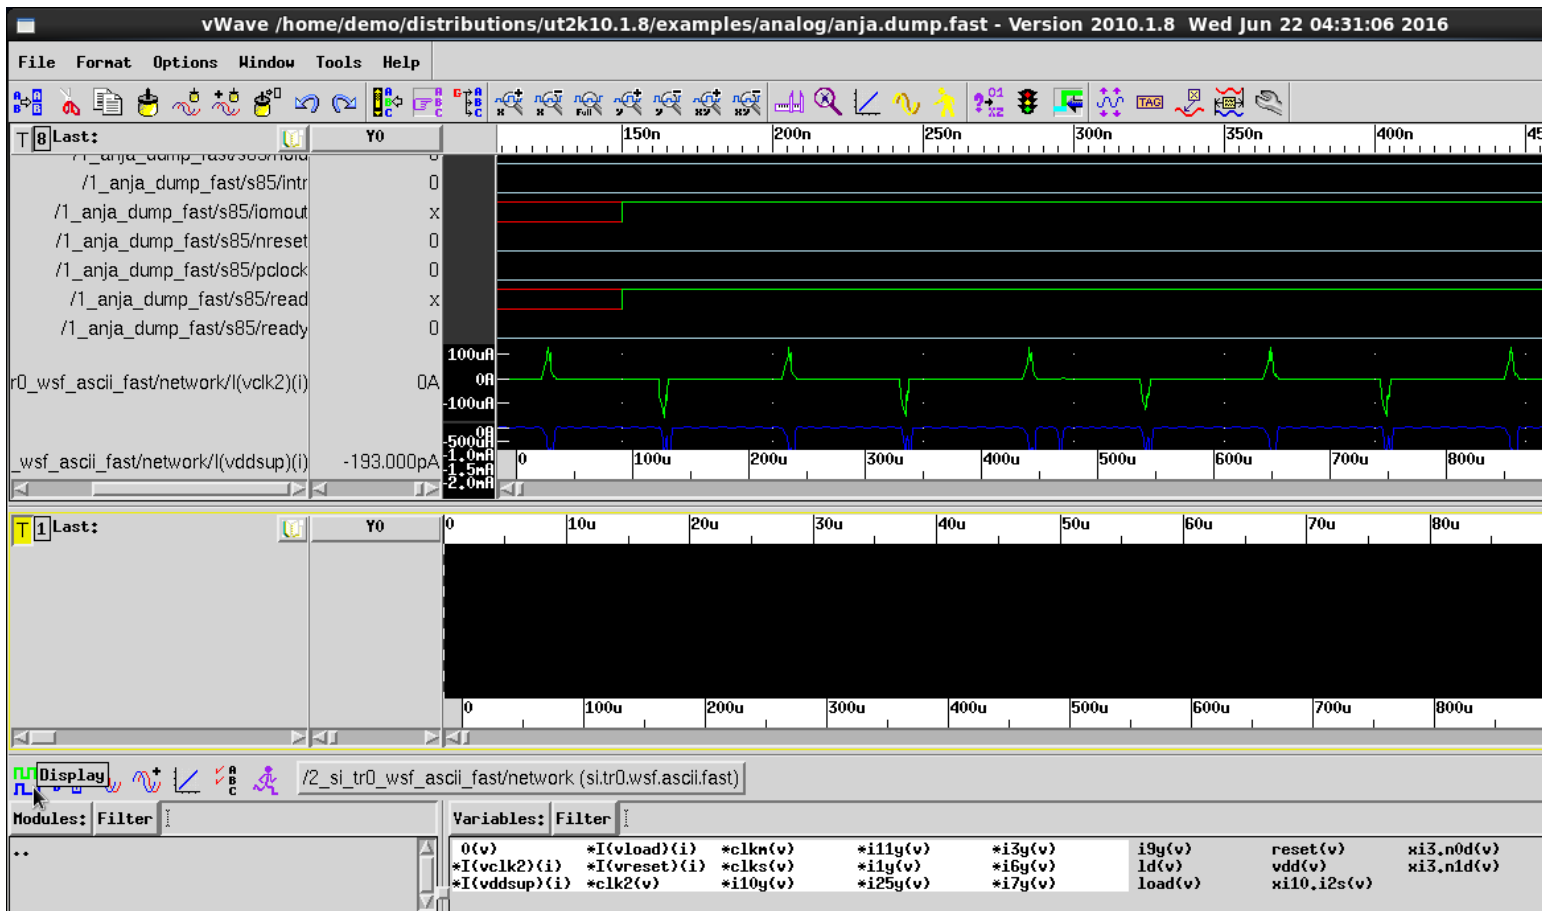 vWave /home/demo/distributions/ut2k10.1.8/examples/analog/anja.dump.fast - Version 2010.1.8 Wed Jun 22 04:31:06 2016
File Format Options Window Tools Help
TAG
T 8 Last: Y0 150n 200n 250n 300n 350n 400n 45
/1_anja_dump_fast/s85/hold 0
/1_anja_dump_fast/s85/intr 0
/1_anja_dump_fast/s85/iomout x
/1_anja_dump_fast/s85/nreset 0
/1_anja_dump_fast/s85/pclock 0
/1_anja_dump_fast/s85/read x
/1_anja_dump_fast/s85/ready 0
100uA
r0_wsf_ascii_fast/network/I(vclk2)(i) 0A 0A
-100uA
0A
-500uA
_wsf_ascii_fast/network/I(vddsup)(i) -193.000pA -1.0mA 0 100u 200u 300u 400u 500u 600u 700u 800u
-1.5mA
-2.0mA
T 1 Last: Y0 0 10u 20u 30u 40u 50u 60u 70u 80u
0 100u 200u 300u 400u 500u 600u 700u 800u
Display /2_si_tr0_wsf_ascii_fast/network (si.tr0.wsf.ascii.fast)
Modules: Filter Variables: Filter
.. 0(v) *I(vload)(i) *clkm(v) *i11y(v) *i3y(v) i9y(v) reset(v) xi3.n0d(v)
*I(vclk2)(i) *I(vreset)(i) *clks(v) *i1y(v) *i6y(v) ld(v) vdd(v) xi3.n1d(v)
*I(vddsup)(i) *clk2(v) *i10y(v) *i25y(v) *i7y(v) load(v) xi10.i2s(v)